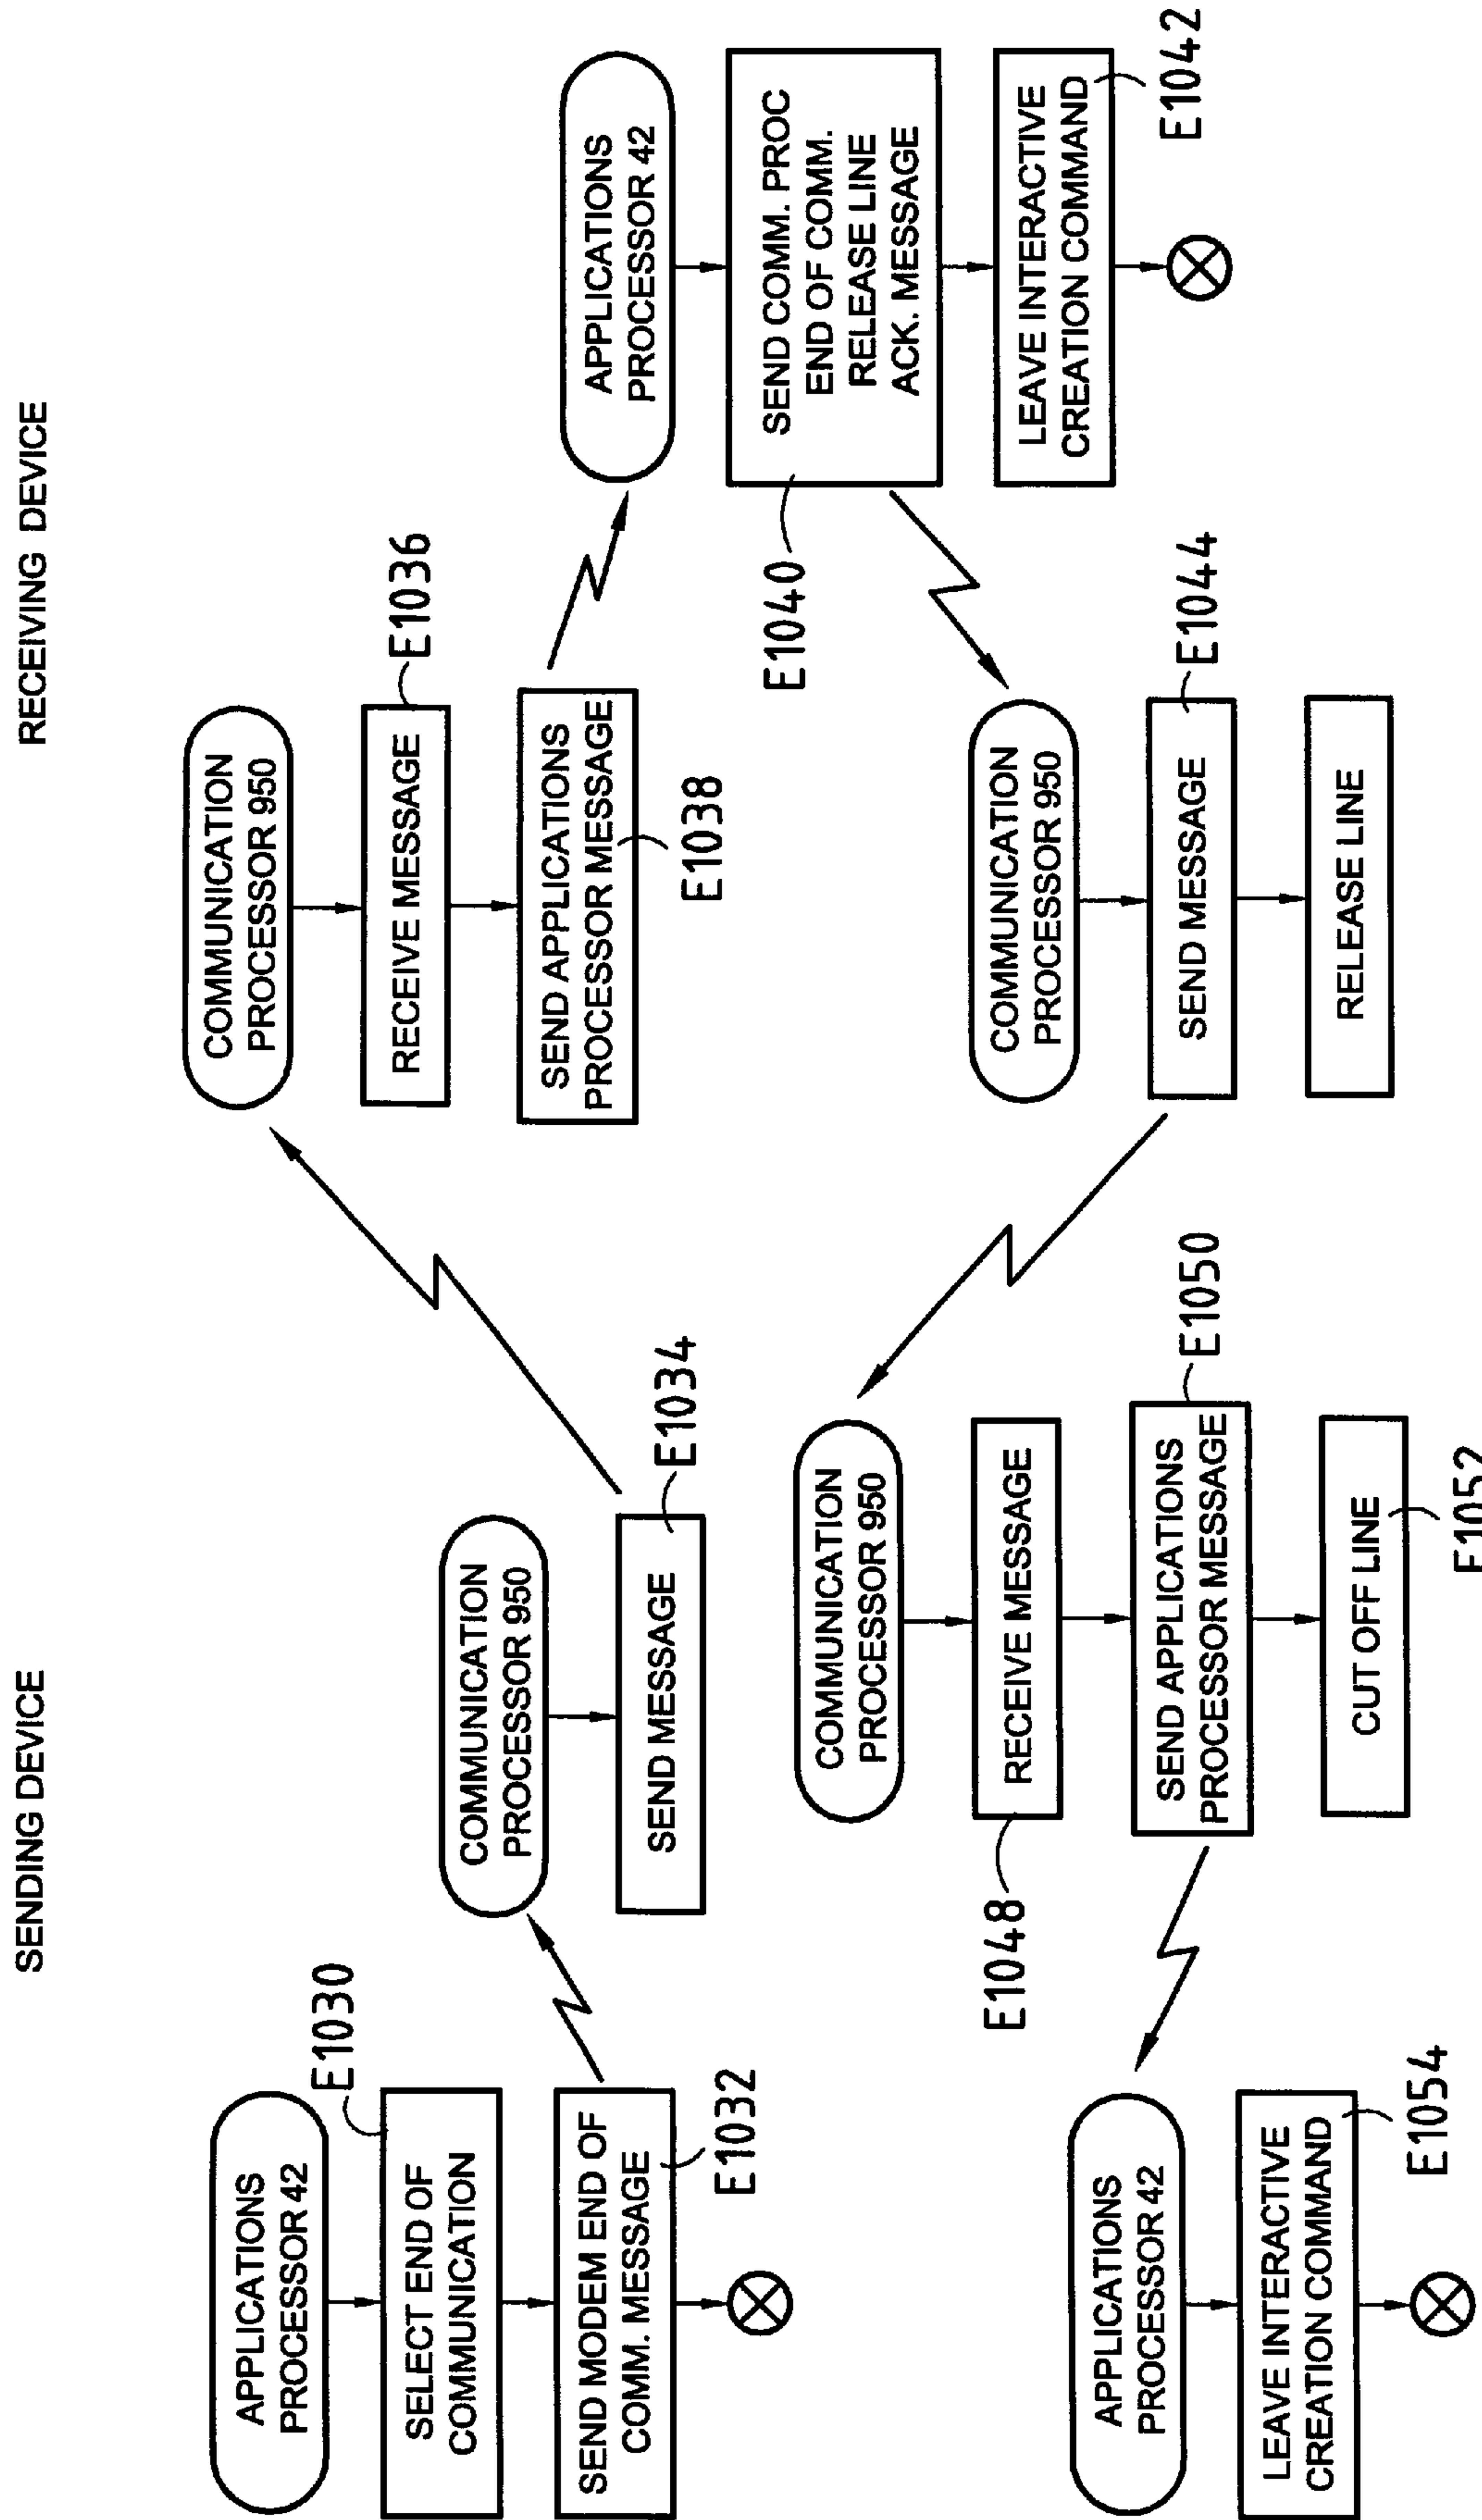 SENDING DEVICE
RECEIVING DEVICE
APPLICATIONS
PROCESSOR 42
E1030
SELECT END OF
COMMUNICATION
SEND MODEM END OF
COMM. MESSAGE
E1032
COMMUNICATION
PROCESSOR 950
SEND MESSAGE
E1034
COMMUNICATION
PROCESSOR 950
RECEIVE MESSAGE
E1036
SEND APPLICATIONS
PROCESSOR MESSAGE
E1038
APPLICATIONS
PROCESSOR 42
SEND COMM. PROC
END OF COMM.
RELEASE LINE
ACK. MESSAGE
E1040
LEAVE INTERACTIVE
CREATION COMMAND
E1042
COMMUNICATION
PROCESSOR 950
SEND MESSAGE
E1044
RELEASE LINE
COMMUNICATION
PROCESSOR 950
RECEIVE MESSAGE
E1048
SEND APPLICATIONS
PROCESSOR MESSAGE
E1050
CUT OFF LINE
E1052
APPLICATIONS
PROCESSOR 42
LEAVE INTERACTIVE
CREATION COMMAND
E1054